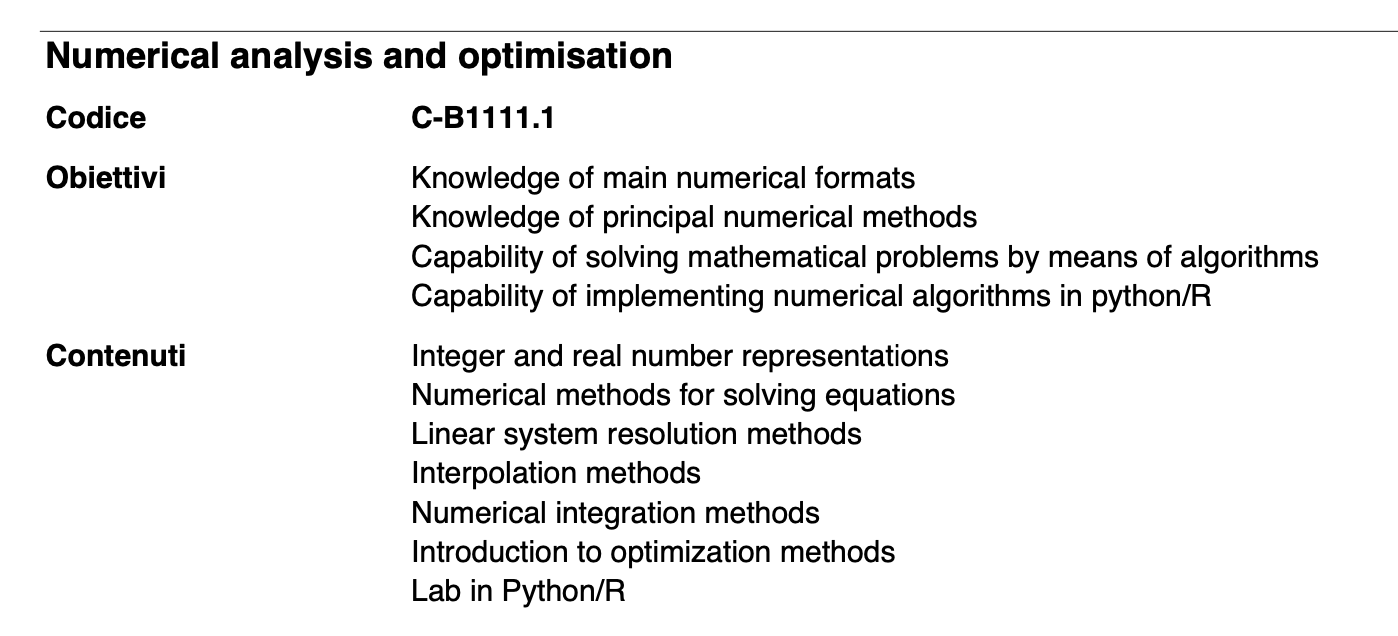 Numerical analysis and optimisation
Codice C-B1111.1
Obiettivi Knowledge of main numerical formats
Knowledge of principal numerical methods
Capability of solving mathematical problems by means of algorithms
Capability of implementing numerical algorithms in python/R
Contenuti Integer and real number representations
Numerical methods for solving equations
Linear system resolution methods
Interpolation methods
Numerical integration methods
Introduction to optimization methods
Lab in Python/R